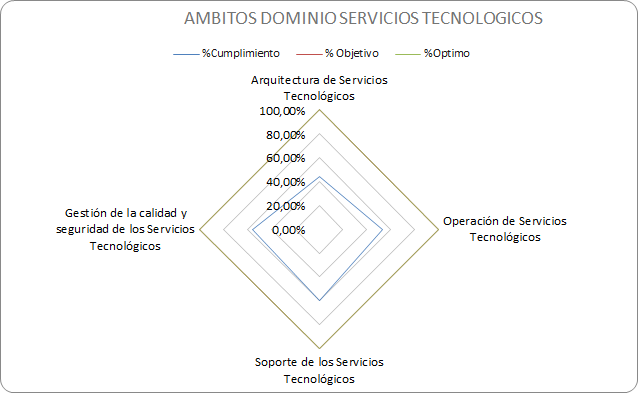 AMBITOS DOMINIO SERVICIOS TECNOLOGICOS
%Cumplimiento % Objetivo %Optimo
Arquitectura de Servicios
Tecnológicos
100,00%
80,00%
60,00%
40,00%
20,00%
0,00%
Gestión de la calidad y
seguridad de los Servicios
Tecnológicos
Operación de Servicios
Tecnológicos
Soporte de los Servicios
Tecnológicos